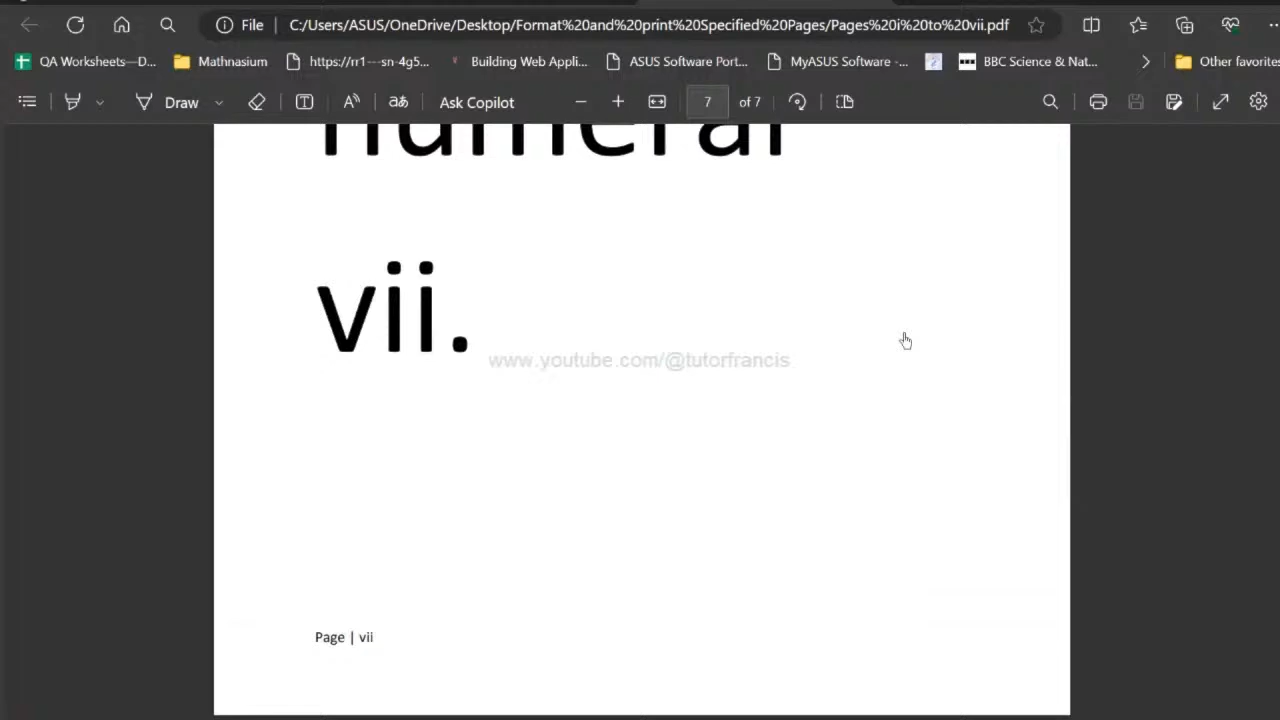 File C:/Users/ASUS/OneDrive/Desktop/Format%20and%20print%20Specified%20Pages/Pages%20i%20to%20vii.pdf
QA Worksheets—D... Mathnasium https://rr1---sn-4g5... Building Web Appli... ASUS Software Port... MyASUS Software -... BBC Science & Nat... Other favorites
Draw Ask Copilot 7 of 7
numeral
vii.
www.youtube.com/@tutorfrancis
Page | vii